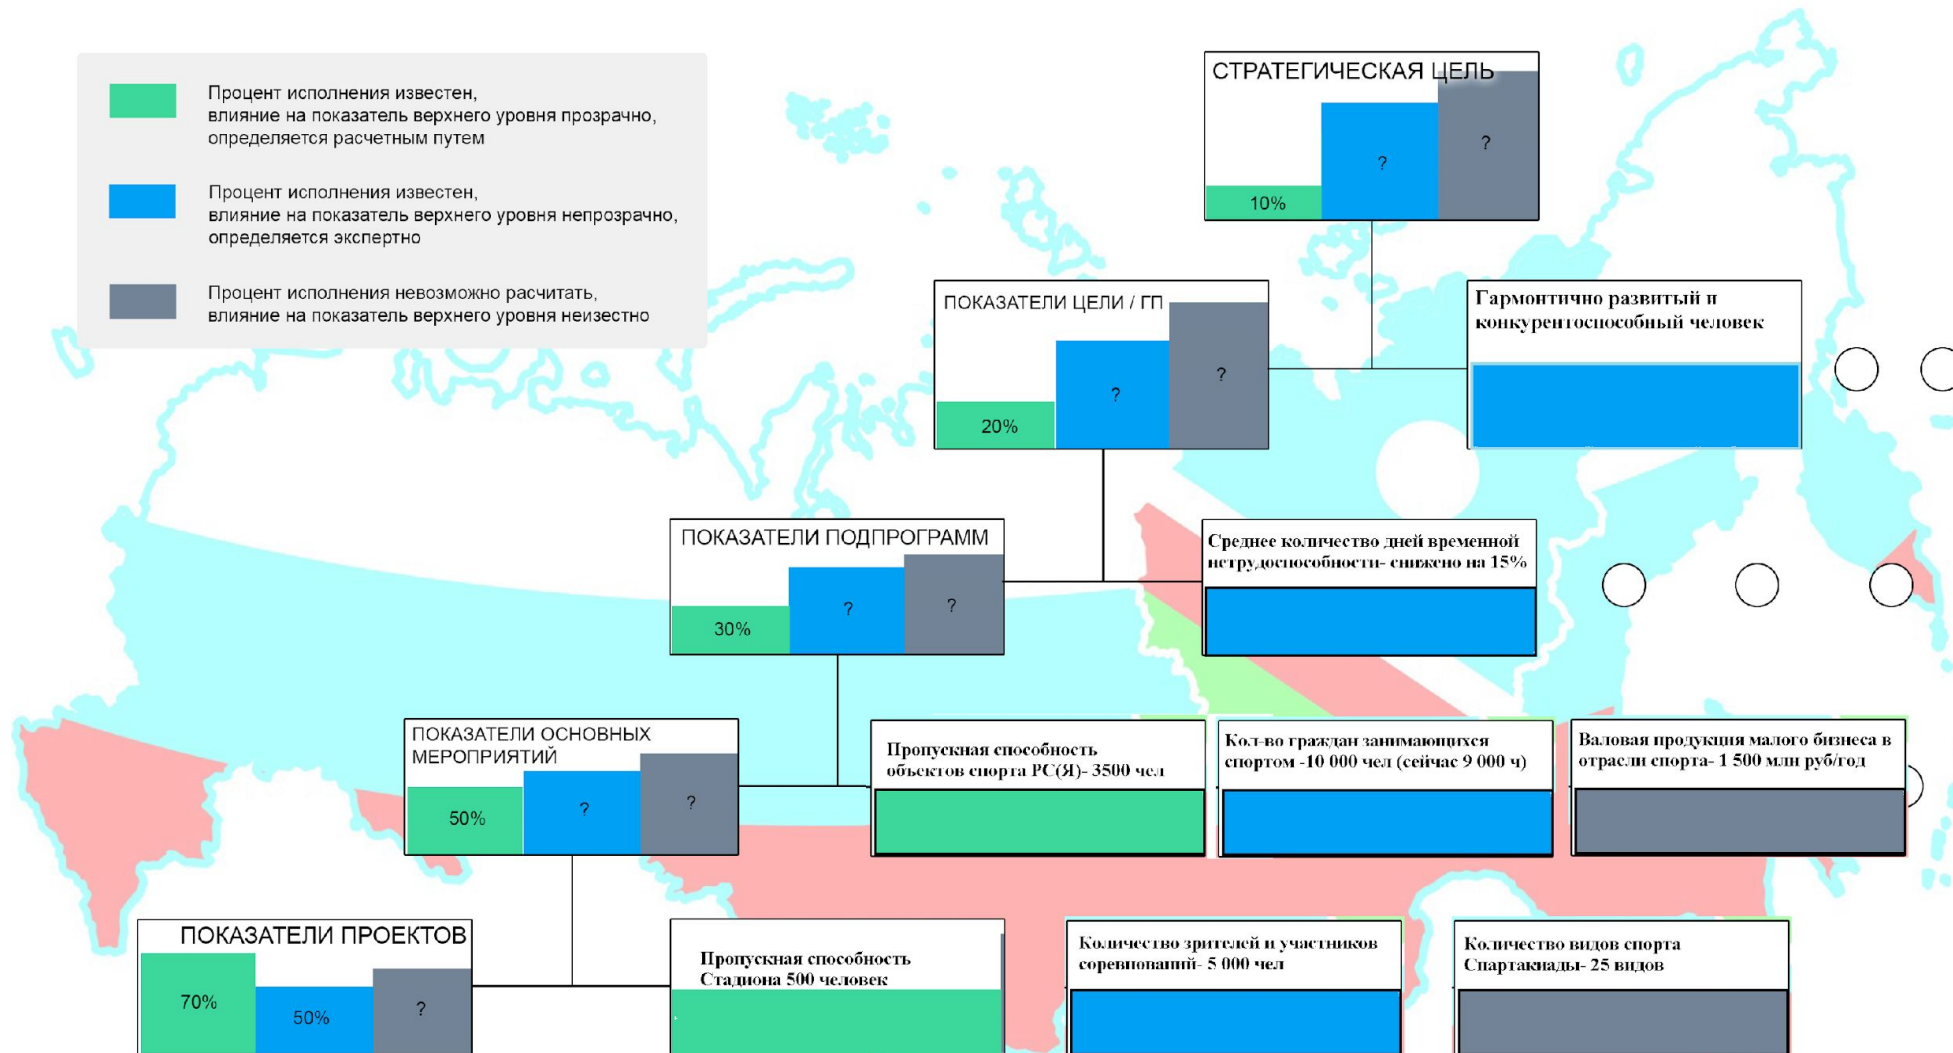 Процент исполнения известен,
влияние на показатель верхнего уровня прозрачно,
определяется расчетным путем
Процент исполнения известен,
влияние на показатель верхнего уровня непрозрачно,
определяется экспертно
Процент исполнения невозможно расчитать,
влияние на показатель верхнего уровня неизестно
СТРАТЕГИЧЕСКАЯ ЦЕЛЬ
10%
?
?
ПОКАЗАТЕЛИ ЦЕЛИ / ГП
20%
?
?
Гармонтично развитый и
конкурентоспособный человек
ПОКАЗАТЕЛИ ПОДПРОГРАММ
30%
?
?
Среднее количество дней временной
нетрудоспособности- снижено на 15%
ПОКАЗАТЕЛИ ОСНОВНЫХ
МЕРОПРИЯТИЙ
50%
?
?
Пропускная способность
объектов спорта РС(Я)- 3500 чел
Кол-во граждан занимающихся
спортом -10 000 чел (сейчас 9 000 ч)
Валовая продукция малого бизнеса в
отрасли спорта- 1 500 млн руб/год
ПОКАЗАТЕЛИ ПРОЕКТОВ
70%
50%
?
Пропускная способность
Стадиона 500 человек
Количество зрителей и участников
соревнований- 5 000 чел
Количество видов спорта
Спартакиады- 25 видов